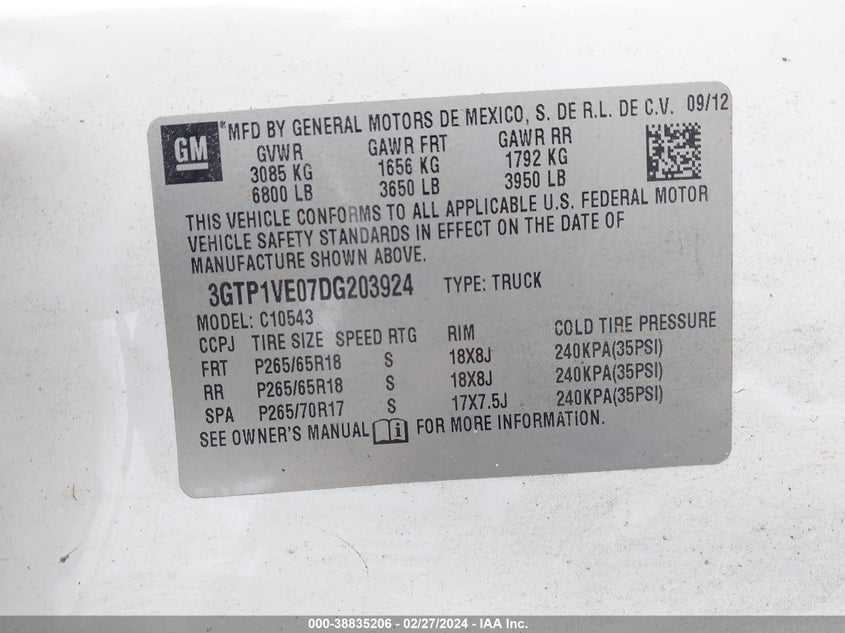 GM ®MFD BY GENERAL MOTORS DE MEXICO, S. DE R.L. DE C.V. 09/12
GVWR GAWR FRT GAWR RR
3085 KG 1656 KG 1792 KG
6800 LB 3650 LB 3950 LB
THIS VEHICLE CONFORMS TO ALL APPLICABLE U.S. FEDERAL MOTOR
VEHICLE SAFETY STANDARDS IN EFFECT ON THE DATE OF
MANUFACTURE SHOWN ABOVE.
3GTP1VE07DG203924 TYPE: TRUCK
MODEL: C10543
CCPJ TIRE SIZE SPEED RTG RIM COLD TIRE PRESSURE
FRT P265/65R18 S 18X8J 240KPA(35PSI)
RR P265/65R18 S 18X8J 240KPA(35PSI)
SPA P265/70R17 S 17X7.5J 240KPA(35PSI)
SEE OWNER'S MANUAL i FOR MORE INFORMATION.
000-38835206 - 02/27/2024 - IAA Inc.